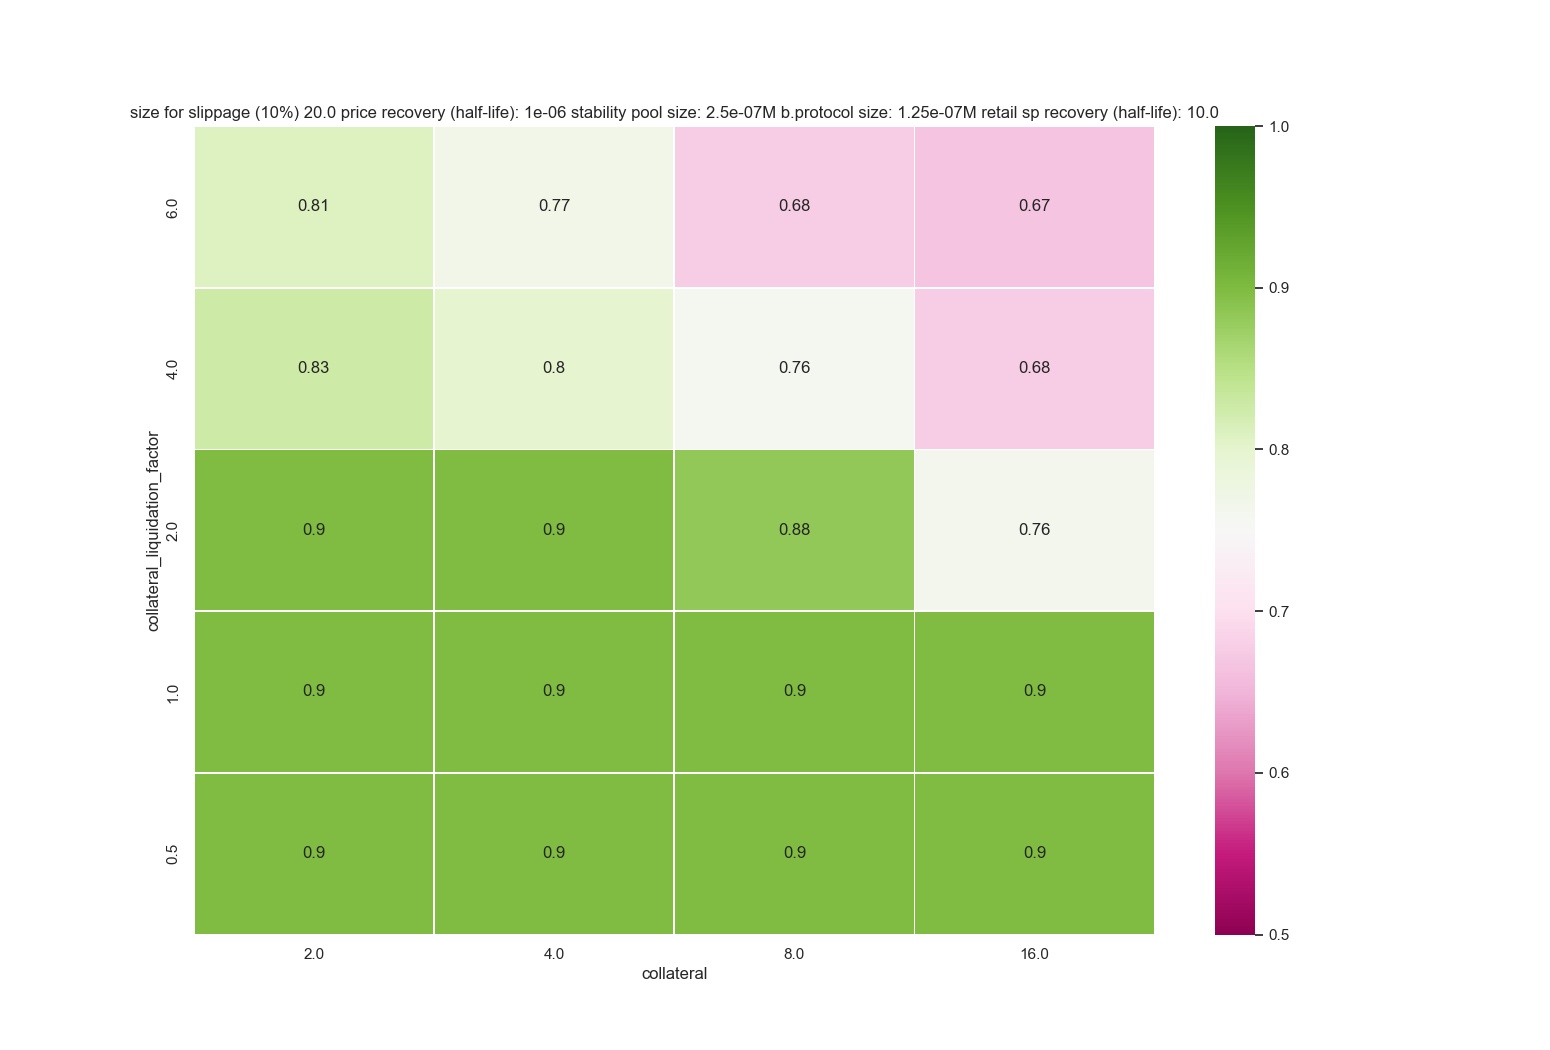 size for slippage (10%) 20.0 price recovery (half-life): 1e-06 stability pool size: 2.5e-07M b.protocol size: 1.25e-07M retail sp recovery (half-life): 10.0
1.0
6.0 0.81 0.77 0.68 0.67
0.9
4.0 0.83 0.8 0.76 0.68
0.8
collateral_liquidation_factor
2.0 0.9 0.9 0.88 0.76
0.7
1.0 0.9 0.9 0.9 0.9
0.6
0.5 0.9 0.9 0.9 0.9
0.5
2.0 4.0 8.0 16.0
collateral